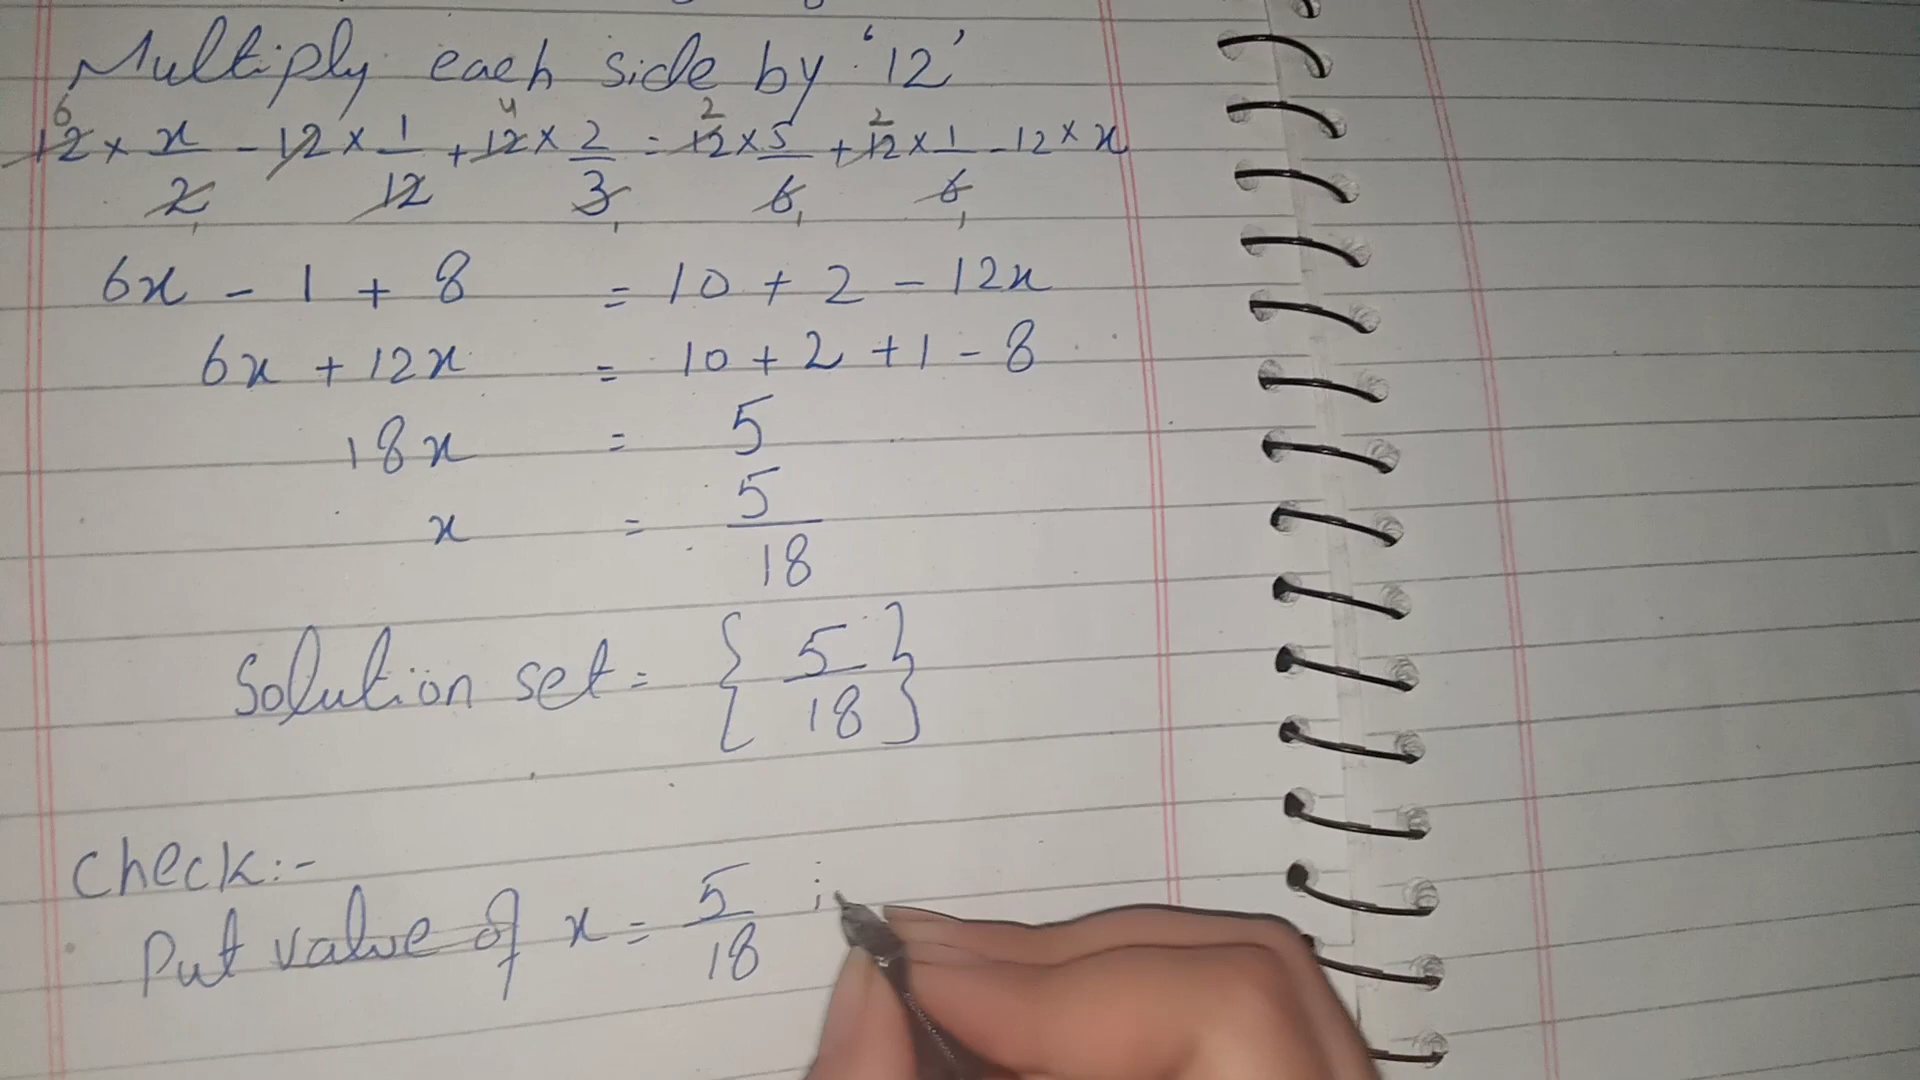 Multiply each side by '12'
12 × x/2 - 12 × 1/12 + 12 × 2/3 = 12 × 5/6 + 12 × 1/6 - 12 × x
6x - 1 + 8 = 10 + 2 - 12x
6x + 12x = 10 + 2 + 1 - 8
18x = 5
x = 5/18
Solution set = {5/18}
Check:-
Put value of x = 5/18 i